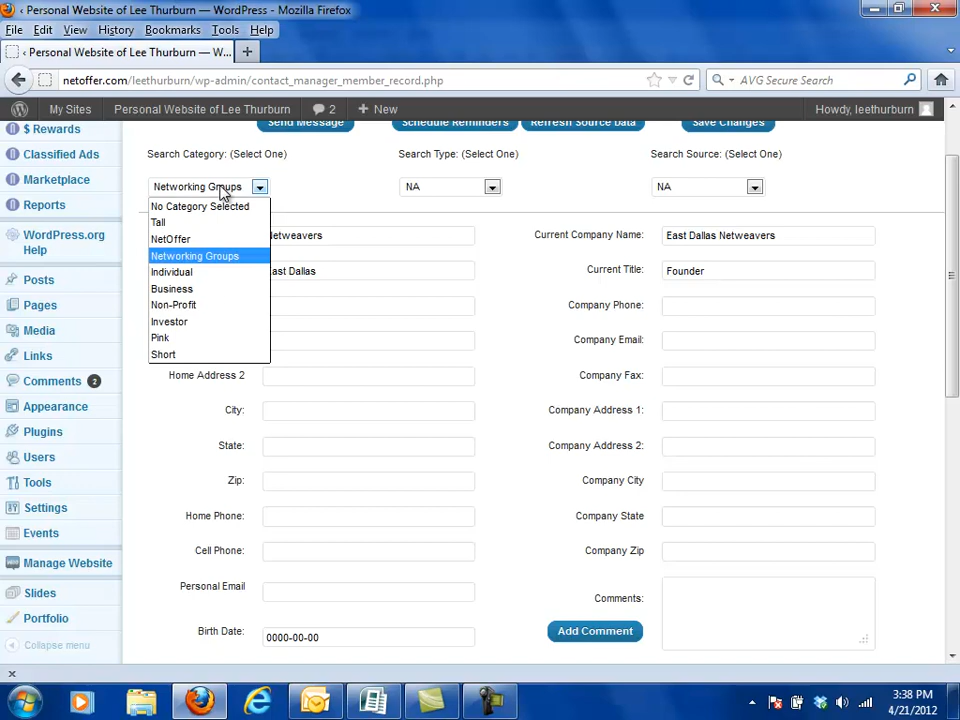 ‹ Personal Website of Lee Thurburn — WordPress - Mozilla Firefox
File Edit View History Bookmarks Tools Help
‹ Personal Website of Lee Thurburn — W...
netoffer.com/leethurburn/wp-admin/contact_manager_member_record.php
AVG Secure Search
My Sites Personal Website of Lee Thurburn 2 + New Howdy, leethurburn
$ Rewards
Classified Ads
Marketplace
Reports
WordPress.org
Help
Posts
Pages
Media
Links
Comments 2
Appearance
Plugins
Users
Tools
Settings
Events
Manage Website
Slides
Portfolio
Collapse menu
Send Message Schedule Reminders Refresh Source Data Save Changes
Search Category: (Select One) Search Type: (Select One) Search Source: (Select One)
Networking Groups NA NA
No Category Selected
Tall
NetOffer
Networking Groups
Individual
Business
Non-Profit
Investor
Pink
Short
Netweavers
East Dallas
Home Address 2
City:
State:
Zip:
Home Phone:
Cell Phone:
Personal Email
Birth Date: 0000-00-00
Current Company Name: East Dallas Netweavers
Current Title: Founder
Company Phone:
Company Email:
Company Fax:
Company Address 1:
Company Address 2:
Company City
Company State
Company Zip
Comments:
Add Comment
x
3:38 PM
4/21/2012